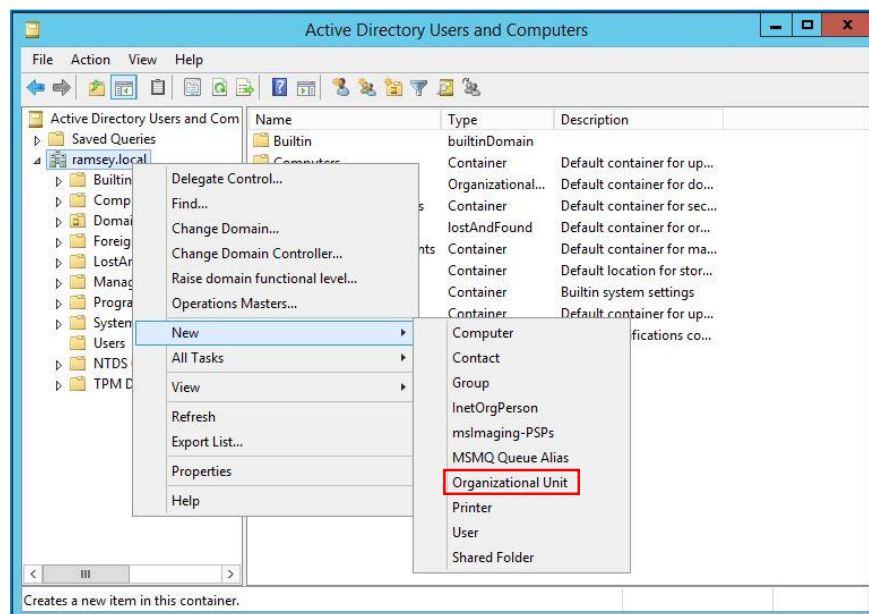 Active Directory Users and Computers
File Action View Help
Active Directory Users and Com
Saved Queries
ramsey.local
Builtin
Comp
Domai
Foreig
LostAr
Manag
Progra
System
Users
NTDS
TPM D
Name Type Description
Builtin builtinDomain
Computers Container Default container for up...
Organizational... Default container for do...
s Container Default container for sec...
lostAndFound Default container for or...
nts Container Default container for ma...
Container Default location for stor...
Container Builtin system settings
Container Default container for up...
ifications co...
Delegate Control...
Find...
Change Domain...
Change Domain Controller...
Raise domain functional level...
Operations Masters...
New
All Tasks
View
Refresh
Export List...
Properties
Help
Computer
Contact
Group
InetOrgPerson
msImaging-PSPs
MSMQ Queue Alias
Organizational Unit
Printer
User
Shared Folder
Creates a new item in this container.